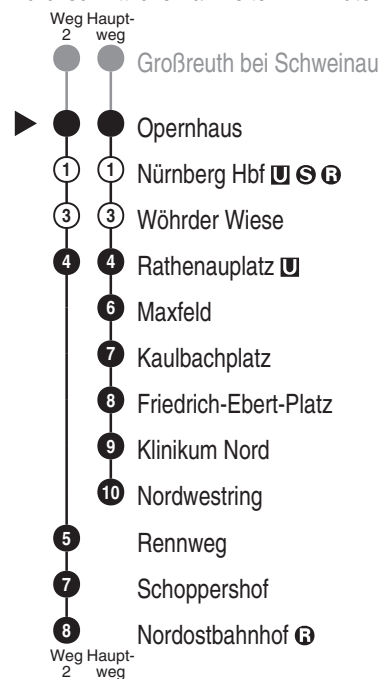 Weg Haupt-
2 weg
Großreuth bei Schweinau
Opernhaus
1 1 Nürnberg Hbf U S R
3 3 Wöhrder Wiese
4 4 Rathenauplatz U
6 Maxfeld
7 Kaulbachplatz
8 Friedrich-Ebert-Platz
9 Klinikum Nord
10 Nordwestring
5 Rennweg
7 Schoppershof
8 Nordostbahnhof R
Weg Haupt-
2 weg